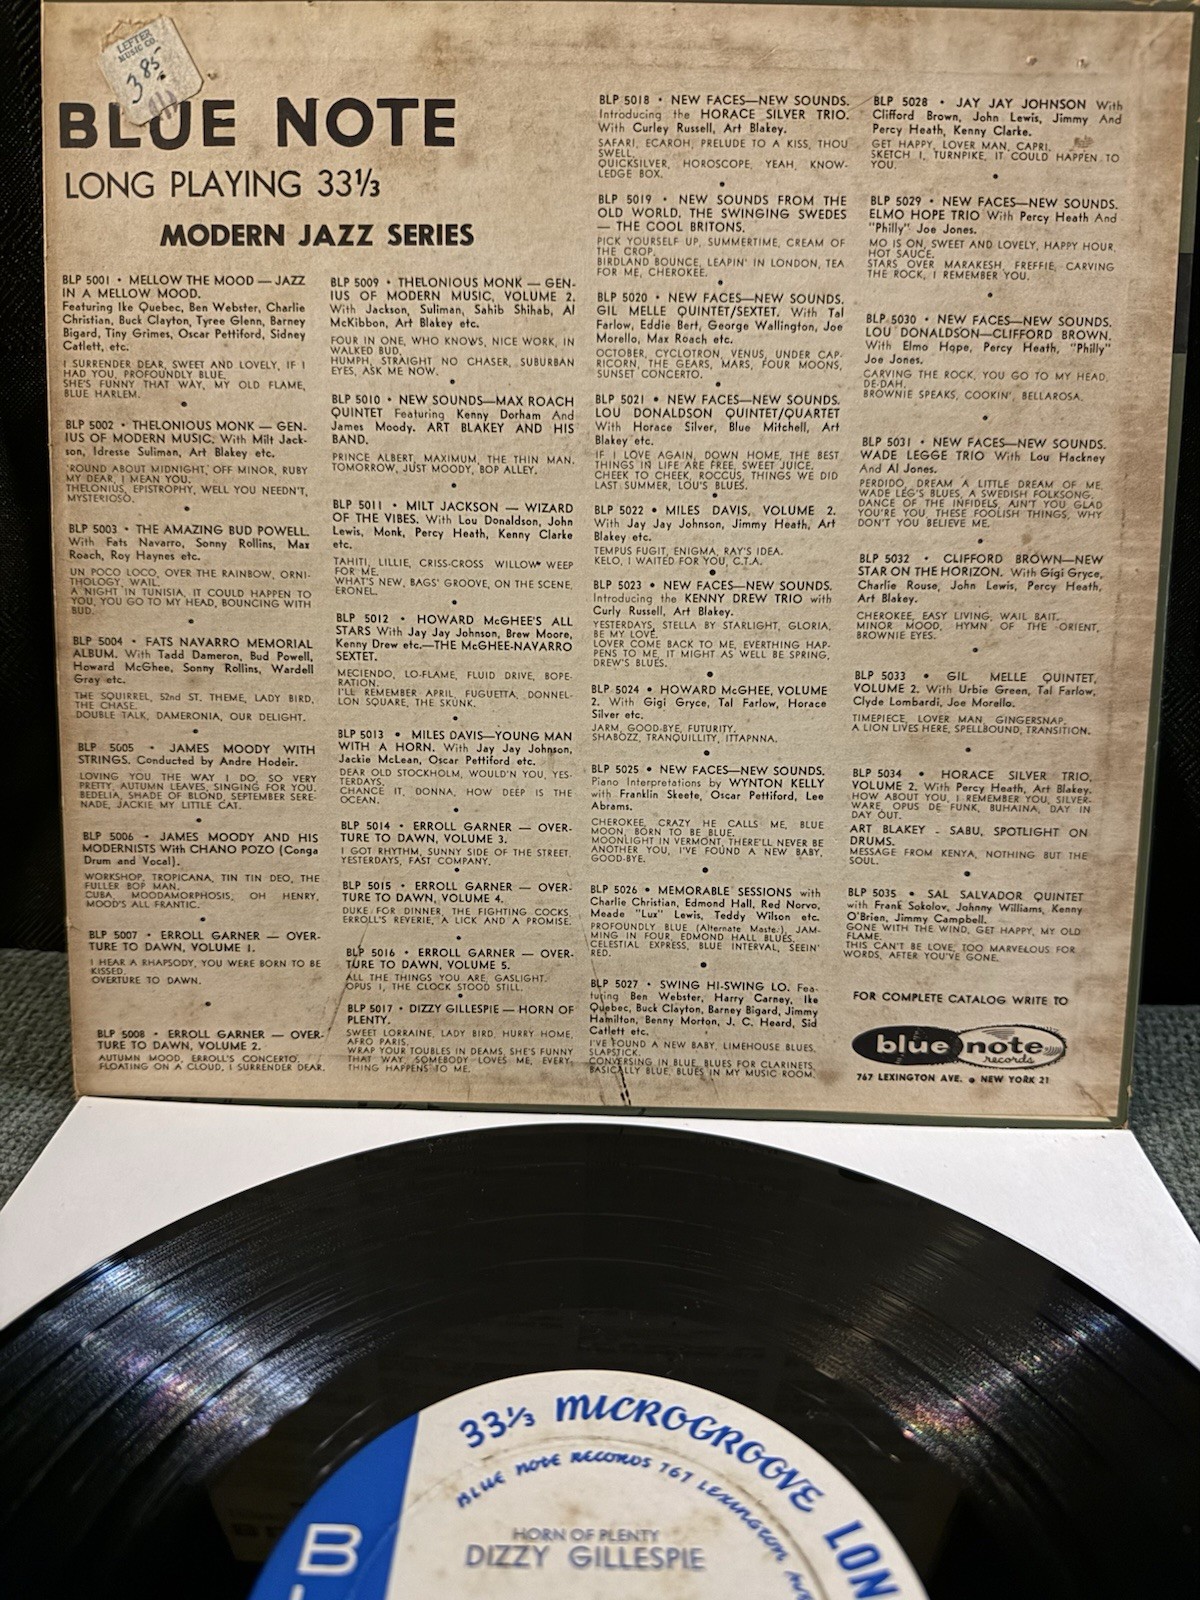 LEFTER
MUSIC CO.
3.85
BLUE NOTE
LONG PLAYING 33⅓
MODERN JAZZ SERIES
BLP 5001 • MELLOW THE MOOD — JAZZ
IN A MELLOW MOOD.
Featuring Ike Quebec, Ben Webster, Charlie
Christian, Buck Clayton, Tyree Glenn, Barney
Bigard, Tiny Grimes, Oscar Pettiford, Sidney
Catlett, etc.
I SURRENDER DEAR, SWEET AND LOVELY, IF I
HAD YOU, PROFOUNDLY BLUE.
SHE'S FUNNY THAT WAY, MY OLD FLAME,
BLUE HARLEM.
BLP 5002 • THELONIOUS MONK — GEN-
IUS OF MODERN MUSIC. With Milt Jack-
son, Idresse Suliman, Art Blakey etc.
'ROUND ABOUT MIDNIGHT, OFF MINOR, RUBY
MY DEAR, I MEAN YOU.
THELONIUS, EPISTROPHY, WELL YOU NEEDN'T,
MYSTERIOSO.
BLP 5003 • THE AMAZING BUD POWELL.
With Fats Navarro, Sonny Rollins, Max
Roach, Roy Haynes etc.
UN POCO LOCO, OVER THE RAINBOW, ORNI-
THOLOGY, WAIL.
A NIGHT IN TUNISIA, IT COULD HAPPEN TO
YOU, YOU GO TO MY HEAD, BOUNCING WITH
BUD.
BLP 5004 • FATS NAVARRO MEMORIAL
ALBUM. With Tadd Dameron, Bud Powell,
Howard McGhee, Sonny Rollins, Wardell
Gray etc.
THE SQUIRREL, 52nd ST. THEME, LADY BIRD,
THE CHASE.
DOUBLE TALK, DAMERONIA, OUR DELIGHT.
BLP 5005 • JAMES MOODY WITH
STRINGS. Conducted by Andre Hodeir.
LOVING YOU THE WAY I DO, SO VERY
PRETTY, AUTUMN LEAVES, SINGING FOR YOU.
BEDELIA, SHADE OF BLOND, SEPTEMBER SERE-
NADE, JACKIE MY LITTLE CAT.
BLP 5006 • JAMES MOODY AND HIS
MODERNISTS With CHANO POZO (Conga
Drum and Vocal).
WORKSHOP, TROPICANA, TIN TIN DEO, THE
FULLER BOP MAN.
CUBA, MOODAMORPHOSIS, OH HENRY,
MOOD'S ALL FRANTIC.
BLP 5007 • ERROLL GARNER — OVER-
TURE TO DAWN, VOLUME 1.
I HEAR A RHAPSODY, YOU WERE BORN TO BE
KISSED.
OVERTURE TO DAWN.
BLP 5008 • ERROLL GARNER — OVER-
TURE TO DAWN, VOLUME 2.
AUTUMN MOOD, ERROLL'S CONCERTO.
FLOATING ON A CLOUD, I SURRENDER DEAR.
BLP 5009 • THELONIOUS MONK — GEN-
IUS OF MODERN MUSIC, VOLUME 2.
With Jackson, Suliman, Sahib Shihab, Al
McKibbon, Art Blakey etc.
FOUR IN ONE, WHO KNOWS, NICE WORK, IN
WALKED BUD.
HUMPH, STRAIGHT NO CHASER, SUBURBAN
EYES, ASK ME NOW.
BLP 5010 • NEW SOUNDS—MAX ROACH
QUINTET Featuring Kenny Dorham And
James Moody. ART BLAKEY AND HIS
BAND.
PRINCE ALBERT, MAXIMUM, THE THIN MAN.
TOMORROW, JUST MOODY, BOP ALLEY.
BLP 5011 • MILT JACKSON — WIZARD
OF THE VIBES. With Lou Donaldson, John
Lewis, Monk, Percy Heath, Kenny Clarke
etc.
TAHITI, LILLIE, CRISS-CROSS WILLOW WEEP
FOR ME.
WHAT'S NEW, BAGS' GROOVE, ON THE SCENE,
ERONEL.
BLP 5012 • HOWARD McGHEE'S ALL
STARS With Jay Jay Johnson, Brew Moore,
Kenny Drew etc.—THE McGHEE-NAVARRO
SEXTET.
MECIENDO, LO-FLAME, FLUID DRIVE, BOPE-
RATION.
I'LL REMEMBER APRIL, FUGUETTA, DONNEL-
LON SQUARE, THE SKUNK.
BLP 5013 • MILES DAVIS—YOUNG MAN
WITH A HORN. With Jay Jay Johnson,
Jackie McLean, Oscar Pettiford etc.
DEAR OLD STOCKHOLM, WOULD'N YOU, YES-
TERDAYS.
CHANCE IT, DONNA, HOW DEEP IS THE
OCEAN.
BLP 5014 • ERROLL GARNER — OVER-
TURE TO DAWN, VOLUME 3.
I GOT RHYTHM, SUNNY SIDE OF THE STREET.
YESTERDAYS, FAST COMPANY.
BLP 5015 • ERROLL GARNER — OVER-
TURE TO DAWN, VOLUME 4.
DUKE FOR DINNER, THE FIGHTING COCKS.
ERROLL'S REVERIE, A LICK AND A PROMISE.
BLP 5016 • ERROLL GARNER — OVER-
TURE TO DAWN, VOLUME 5.
ALL THE THINGS YOU ARE, GASLIGHT.
OPUS 1, THE CLOCK STOOD STILL.
BLP 5017 • DIZZY GILLESPIE — HORN OF
PLENTY.
SWEET LORRAINE, LADY BIRD, HURRY HOME,
AFRO PARIS.
WRAP YOUR TOUBLES IN DEAMS, SHE'S FUNNY
THAT WAY, SOMEBODY LOVES ME, EVERY-
THING HAPPENS TO ME.
BLP 5018 • NEW FACES—NEW SOUNDS.
Introducing the HORACE SILVER TRIO.
With Curley Russell, Art Blakey.
SAFARI, ECAROH, PRELUDE TO A KISS, THOU
SWELL.
QUICKSILVER, HOROSCOPE, YEAH, KNOW-
LEDGE BOX.
BLP 5019 • NEW SOUNDS FROM THE
OLD WORLD. THE SWINGING SWEDES
— THE COOL BRITONS.
PICK YOURSELF UP, SUMMERTIME, CREAM OF
THE CROP.
BIRDLAND BOUNCE, LEAPIN' IN LONDON, TEA
FOR ME, CHEROKEE.
BLP 5020 • NEW FACES—NEW SOUNDS.
GIL MELLE QUINTET/SEXTET. With Tal
Farlow, Eddie Bert, George Wallington, Joe
Morello, Max Roach etc.
OCTOBER, CYCLOTRON, VENUS, UNDER CAP-
RICORN, THE GEARS, MARS, FOUR MOONS,
SUNSET CONCERTO.
BLP 5021 • NEW FACES—NEW SOUNDS.
LOU DONALDSON QUINTET/QUARTET
With Horace Silver, Blue Mitchell, Art
Blakey etc.
IF I LOVE AGAIN, DOWN HOME, THE BEST
THINGS IN LIFE ARE FREE, SWEET JUICE.
CHEEK TO CHEEK, ROCCUS, THINGS WE DID
LAST SUMMER, LOU'S BLUES.
BLP 5022 • MILES DAVIS, VOLUME 2.
With Jay Jay Johnson, Jimmy Heath, Art
Blakey etc.
TEMPUS FUGIT, ENIGMA, RAY'S IDEA.
KELO, I WAITED FOR YOU, C.T.A.
BLP 5023 • NEW FACES—NEW SOUNDS.
Introducing the KENNY DREW TRIO with
Curly Russell, Art Blakey.
YESTERDAYS, STELLA BY STARLIGHT, GLORIA,
BE MY LOVE.
LOVER COME BACK TO ME, EVERTHING HAP-
PENS TO ME, IT MIGHT AS WELL BE SPRING,
DREW'S BLUES.
BLP 5024 • HOWARD McGHEE, VOLUME
2. With Gigi Gryce, Tal Farlow, Horace
Silver etc.
JARM, GOOD-BYE, FUTURITY.
SHABOZZ, TRANQUILLITY, ITTAPNNA.
BLP 5025 • NEW FACES—NEW SOUNDS.
Piano Interpretations by WYNTON KELLY
with Franklin Skeete, Oscar Pettiford, Lee
Abrams.
CHEROKEE, CRAZY HE CALLS ME, BLUE
MOON, BORN TO BE BLUE.
MOONLIGHT IN VERMONT, THERE'LL NEVER BE
ANOTHER YOU, I'VE FOUND A NEW BABY,
GOOD-BYE.
BLP 5026 • MEMORABLE SESSIONS with
Charlie Christian, Edmond Hall, Red Norvo,
Meade "Lux" Lewis, Teddy Wilson etc.
PROFOUNDLY BLUE (Alternate Master), JAM-
MING IN FOUR, EDMOND HALL BLUES.
CELESTIAL EXPRESS, BLUE INTERVAL, SEEIN'
RED.
BLP 5027 • SWING HI-SWING LO. Fea-
turing Ben Webster, Harry Carney, Ike
Quebec, Buck Clayton, Barney Bigard, Jimmy
Hamilton, Benny Morton, J. C. Heard, Sid
Catlett etc.
I'VE FOUND A NEW BABY, LIMEHOUSE BLUES,
SLAPSTICK.
CONVERSING IN BLUE, BLUES FOR CLARINETS,
BASICALLY BLUE, BLUES IN MY MUSIC ROOM.
BLP 5028 • JAY JAY JOHNSON With
Clifford Brown, John Lewis, Jimmy And
Percy Heath, Kenny Clarke.
GET HAPPY, LOVER MAN, CAPRI.
SKETCH I, TURNPIKE, IT COULD HAPPEN TO
YOU.
BLP 5029 • NEW FACES—NEW SOUNDS.
ELMO HOPE TRIO With Percy Heath And
"Philly" Joe Jones.
MO IS ON, SWEET AND LOVELY, HAPPY HOUR,
HOT SAUCE.
STARS OVER MARAKESH, FREFFIE, CARVING
THE ROCK, I REMEMBER YOU.
BLP 5030 • NEW FACES—NEW SOUNDS.
LOU DONALDSON—CLIFFORD BROWN.
With Elmo Hope, Percy Heath, "Philly"
Joe Jones.
CARVING THE ROCK, YOU GO TO MY HEAD,
DE-DAH.
BROWNIE SPEAKS, COOKIN', BELLAROSA.
BLP 5031 • NEW FACES—NEW SOUNDS.
WADE LEGGE TRIO With Lou Hackney
And Al Jones.
PERDIDO, DREAM A LITTLE DREAM OF ME,
WADE LEG'S BLUES, A SWEDISH FOLKSONG.
DANCE OF THE INFIDELS, AIN'T YOU GLAD
YOU'RE YOU, THESE FOOLISH THINGS, WHY
DON'T YOU BELIEVE ME.
BLP 5032 • CLIFFORD BROWN—NEW
STAR ON THE HORIZON. With Gigi Gryce,
Charlie Rouse, John Lewis, Percy Heath,
Art Blakey.
CHEROKEE, EASY LIVING, WAIL BAIT.
MINOR MOOD, HYMN OF THE ORIENT,
BROWNIE EYES.
BLP 5033 • GIL MELLE QUINTET,
VOLUME 2. With Urbie Green, Tal Farlow,
Clyde Lombardi, Joe Morello.
TIMEPIECE, LOVER MAN, GINGERSNAP.
A LION LIVES HERE, SPELLBOUND, TRANSITION.
BLP 5034 • HORACE SILVER TRIO,
VOLUME 2. With Percy Heath, Art Blakey.
HOW ABOUT YOU, I REMEMBER YOU, SILVER-
WARE, OPUS DE FUNK, BUHAINA, DAY IN
DAY OUT.
ART BLAKEY - SABU, SPOTLIGHT ON
DRUMS.
MESSAGE FROM KENYA, NOTHING BUT THE
SOUL.
BLP 5035 • SAL SALVADOR QUINTET
with Frank Sokolov, Johnny Williams, Kenny
O'Brien, Jimmy Campbell.
GONE WITH THE WIND, GET HAPPY, MY OLD
FLAME.
THIS CAN'T BE LOVE, TOO MARVELOUS FOR
WORDS, AFTER YOU'VE GONE.
FOR COMPLETE CATALOG WRITE TO
blue note
records
767 LEXINGTON AVE. • NEW YORK 21
33⅓ MICROGROOVE LON
BLUE NOTE RECORDS 767 LEXINGTON AVE
HORN OF PLENTY
DIZZY GILLESPIE
B